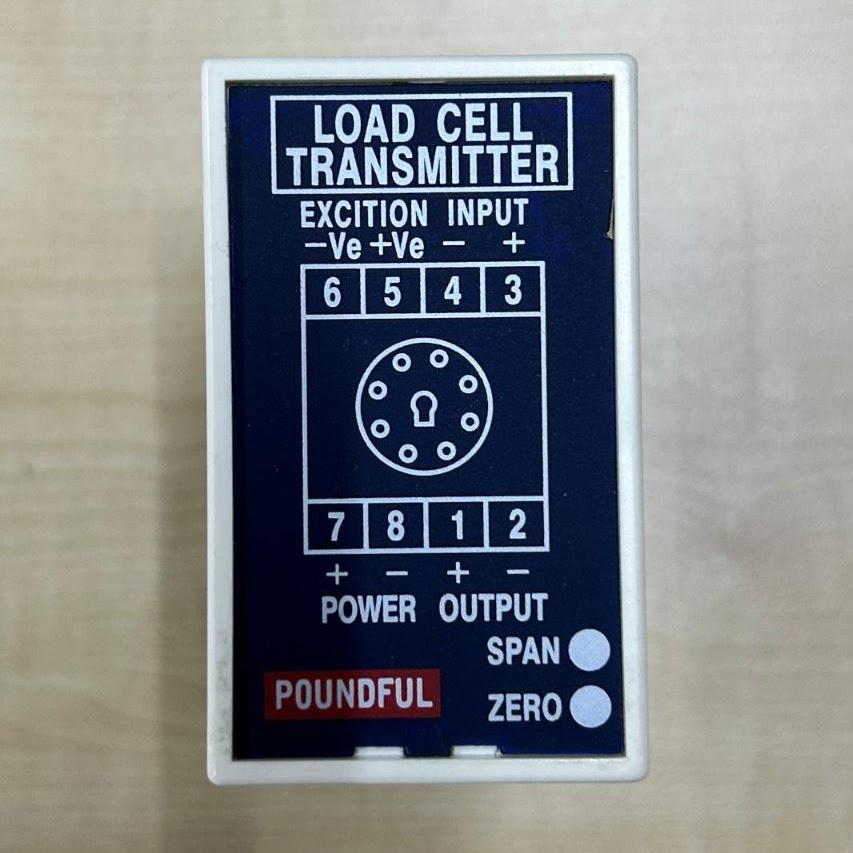 LOAD CELL
TRANSMITTER
EXCITION INPUT
−Ve +Ve − +
6 5 4 3
7 8 1 2
+ − + −
POWER OUTPUT
SPAN
POUNDFUL
ZERO